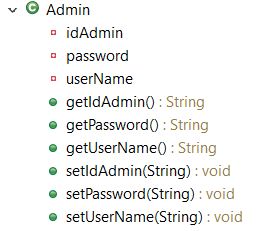 Admin
idAdmin
password
userName
getIdAdmin() : String
getPassword() : String
getUserName() : String
setIdAdmin(String) : void
setPassword(String) : void
setUserName(String) : void